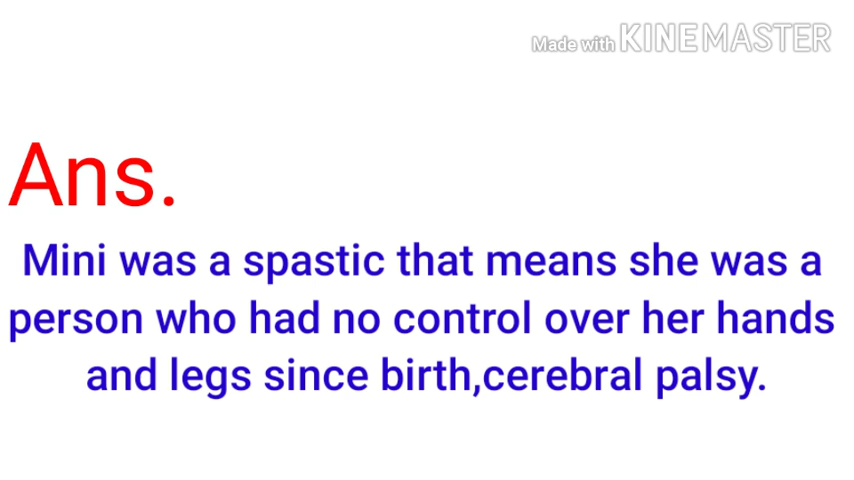 Made with KINEMASTER
Ans.
Mini was a spastic that means she was a
person who had no control over her hands
and legs since birth,cerebral palsy.